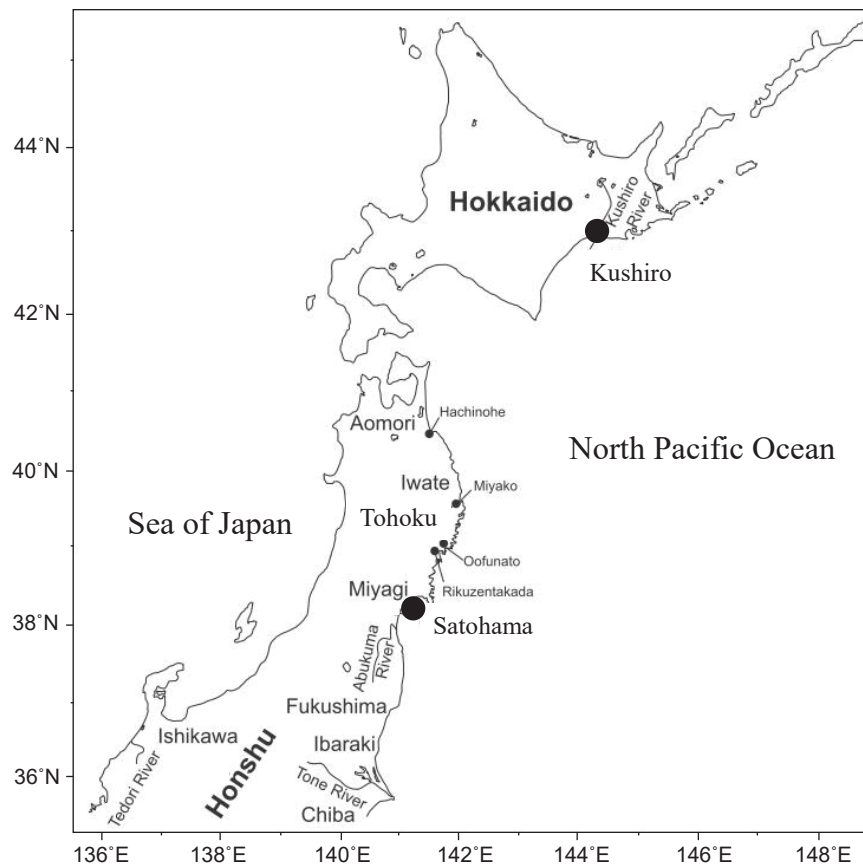 44˚N
Hokkaido
Kushiro
River
Kushiro
42˚N
Hachinohe
Aomori
North Pacific Ocean
40˚N
Iwate
Miyako
Sea of Japan
Tohoku
Oofunato
Miyagi
Rikuzentakada
38˚N
Satohama
Abukuma
River
Fukushima
Ishikawa
Ibaraki
Honshu
36˚N
Tedori River
Tone River
Chiba
136˚E
138˚E
140˚E
142˚E
144˚E
146˚E
148˚E